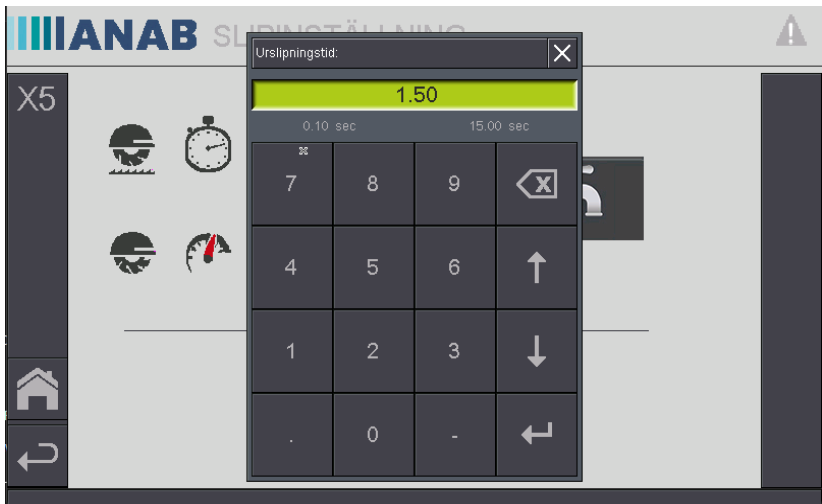 ANAB SLIPINSTÄLLNING
Urslipningstid:
X5
1.50
0.10 sec 15.00 sec
7 8 9
4 5 6
1 2 3
. 0 -